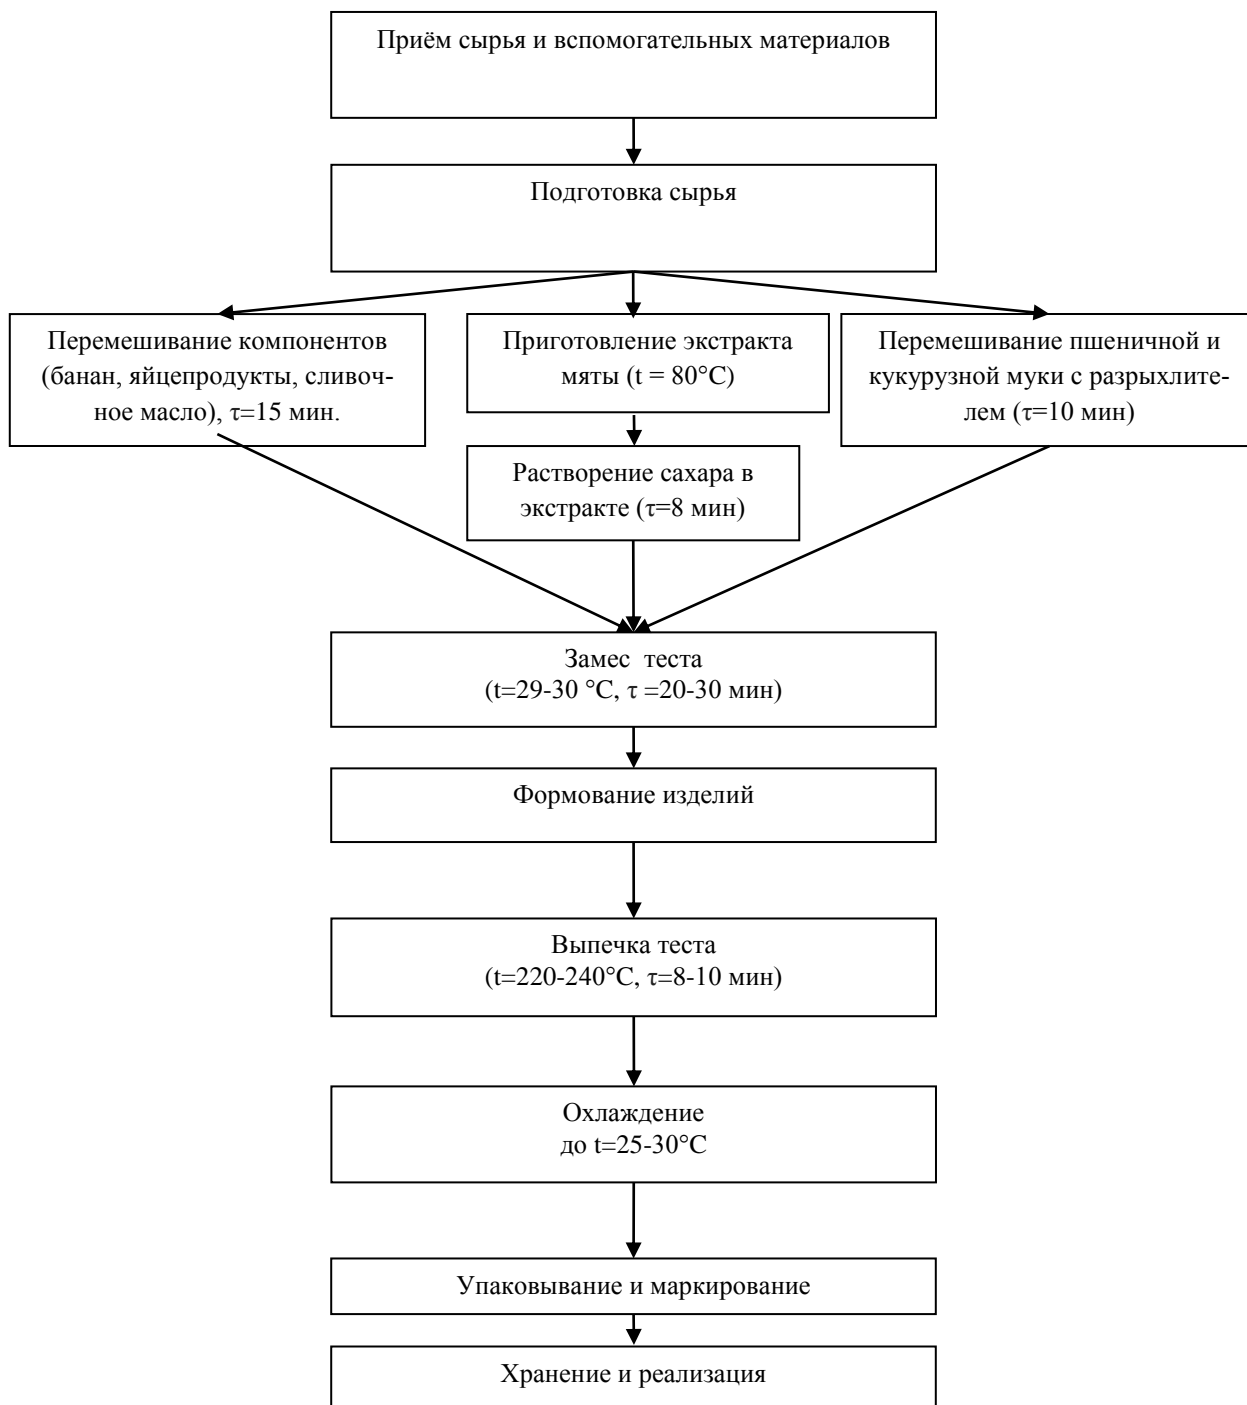 Приём сырья и вспомогательных материалов
Подготовка сырья
Перемешивание компонентов
(банан, яйцепродукты, сливоч-
ное масло), τ=15 мин.
Приготовление экстракта
мяты (t = 80°C)
Перемешивание пшеничной и
кукурузной муки с разрыхлите-
лем (τ=10 мин)
Растворение сахара в
экстракте (τ=8 мин)
Замес  теста
(t=29-30 °C, τ =20-30 мин)
Формование изделий
Выпечка теста
(t=220-240°C, τ=8-10 мин)
Охлаждение
до t=25-30°C
Упаковывание и маркирование
Хранение и реализация